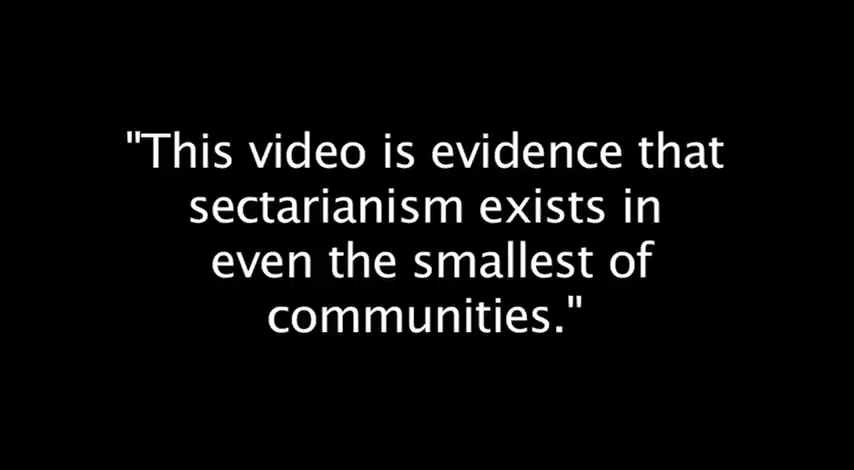 "This video is evidence that
sectarianism exists in
even the smallest of
communities."